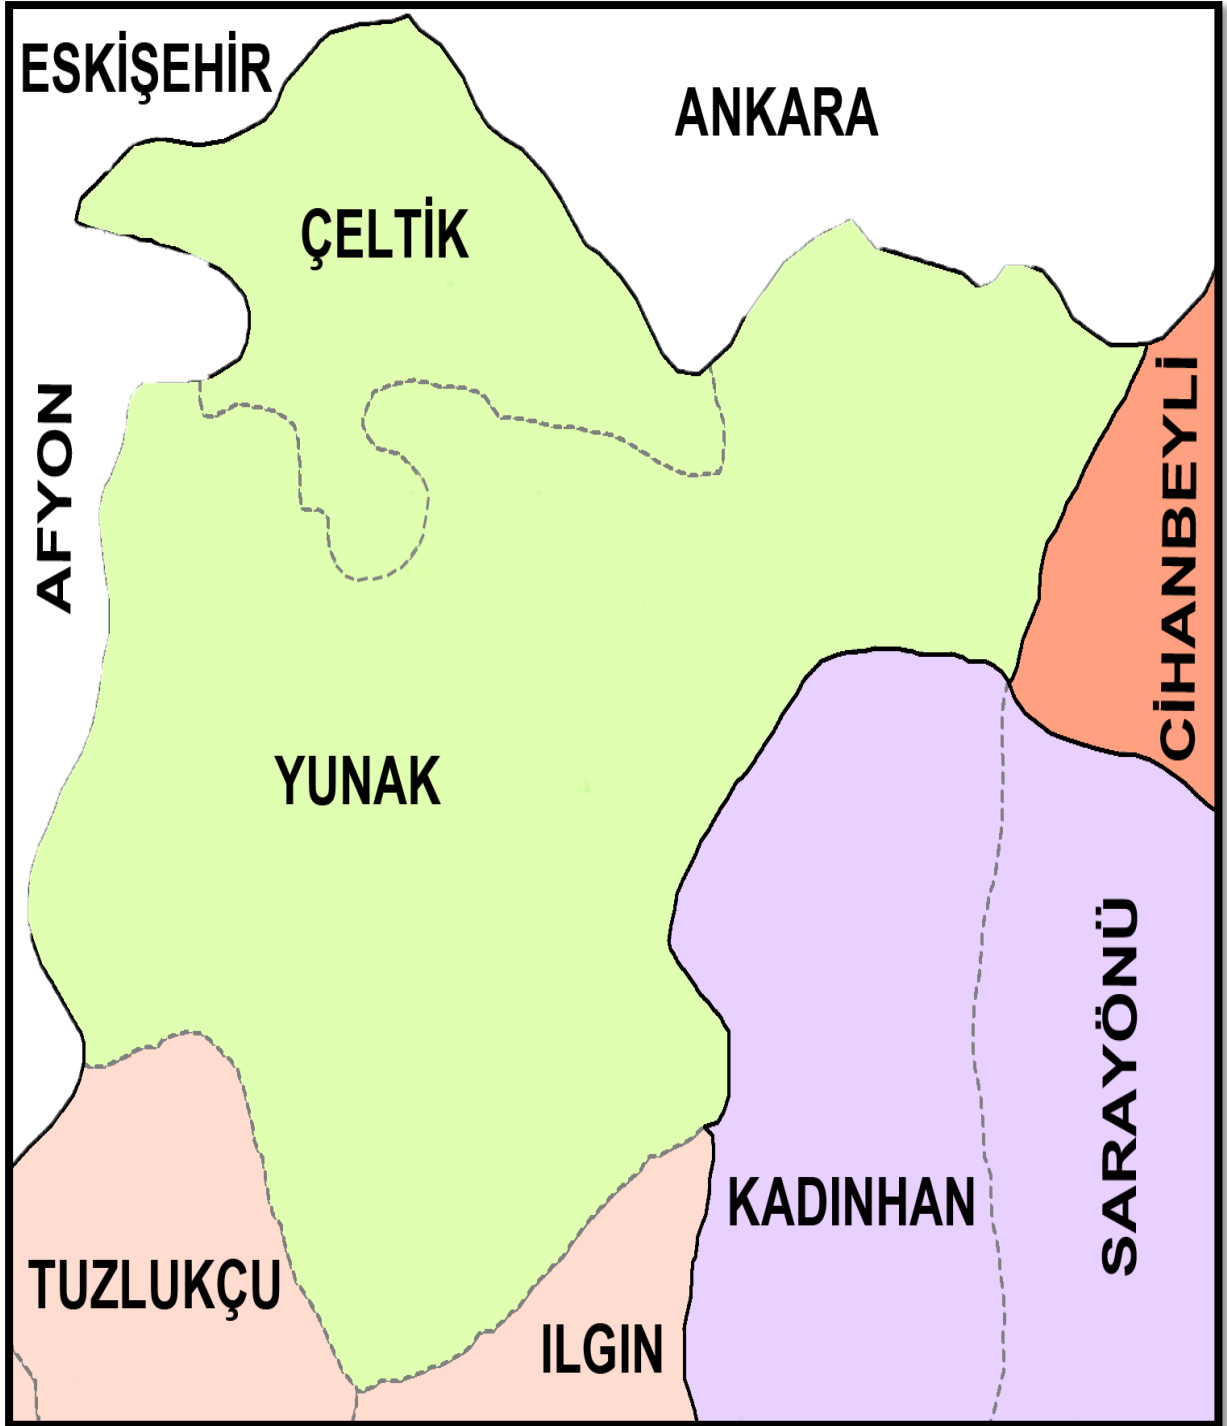 ESKİŞEHİR
ANKARA
ÇELTİK
AFYON
CİHANBEYLİ
YUNAK
SARAYÖNÜ
KADINHAN
TUZLUKÇU
ILGIN